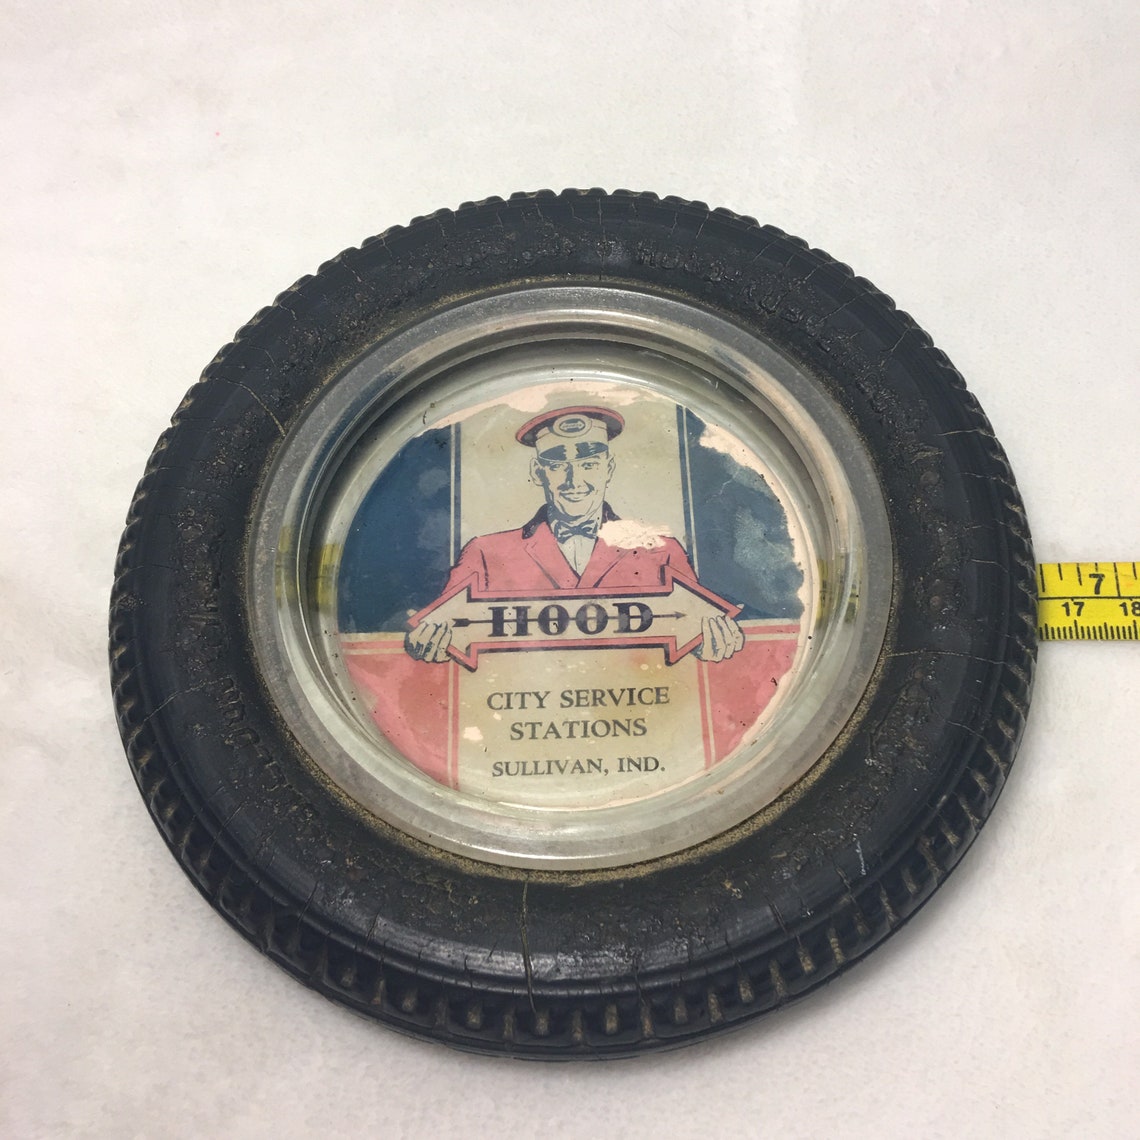 HOOD
CITY SERVICE
STATIONS
SULLIVAN, IND.
7
17 18